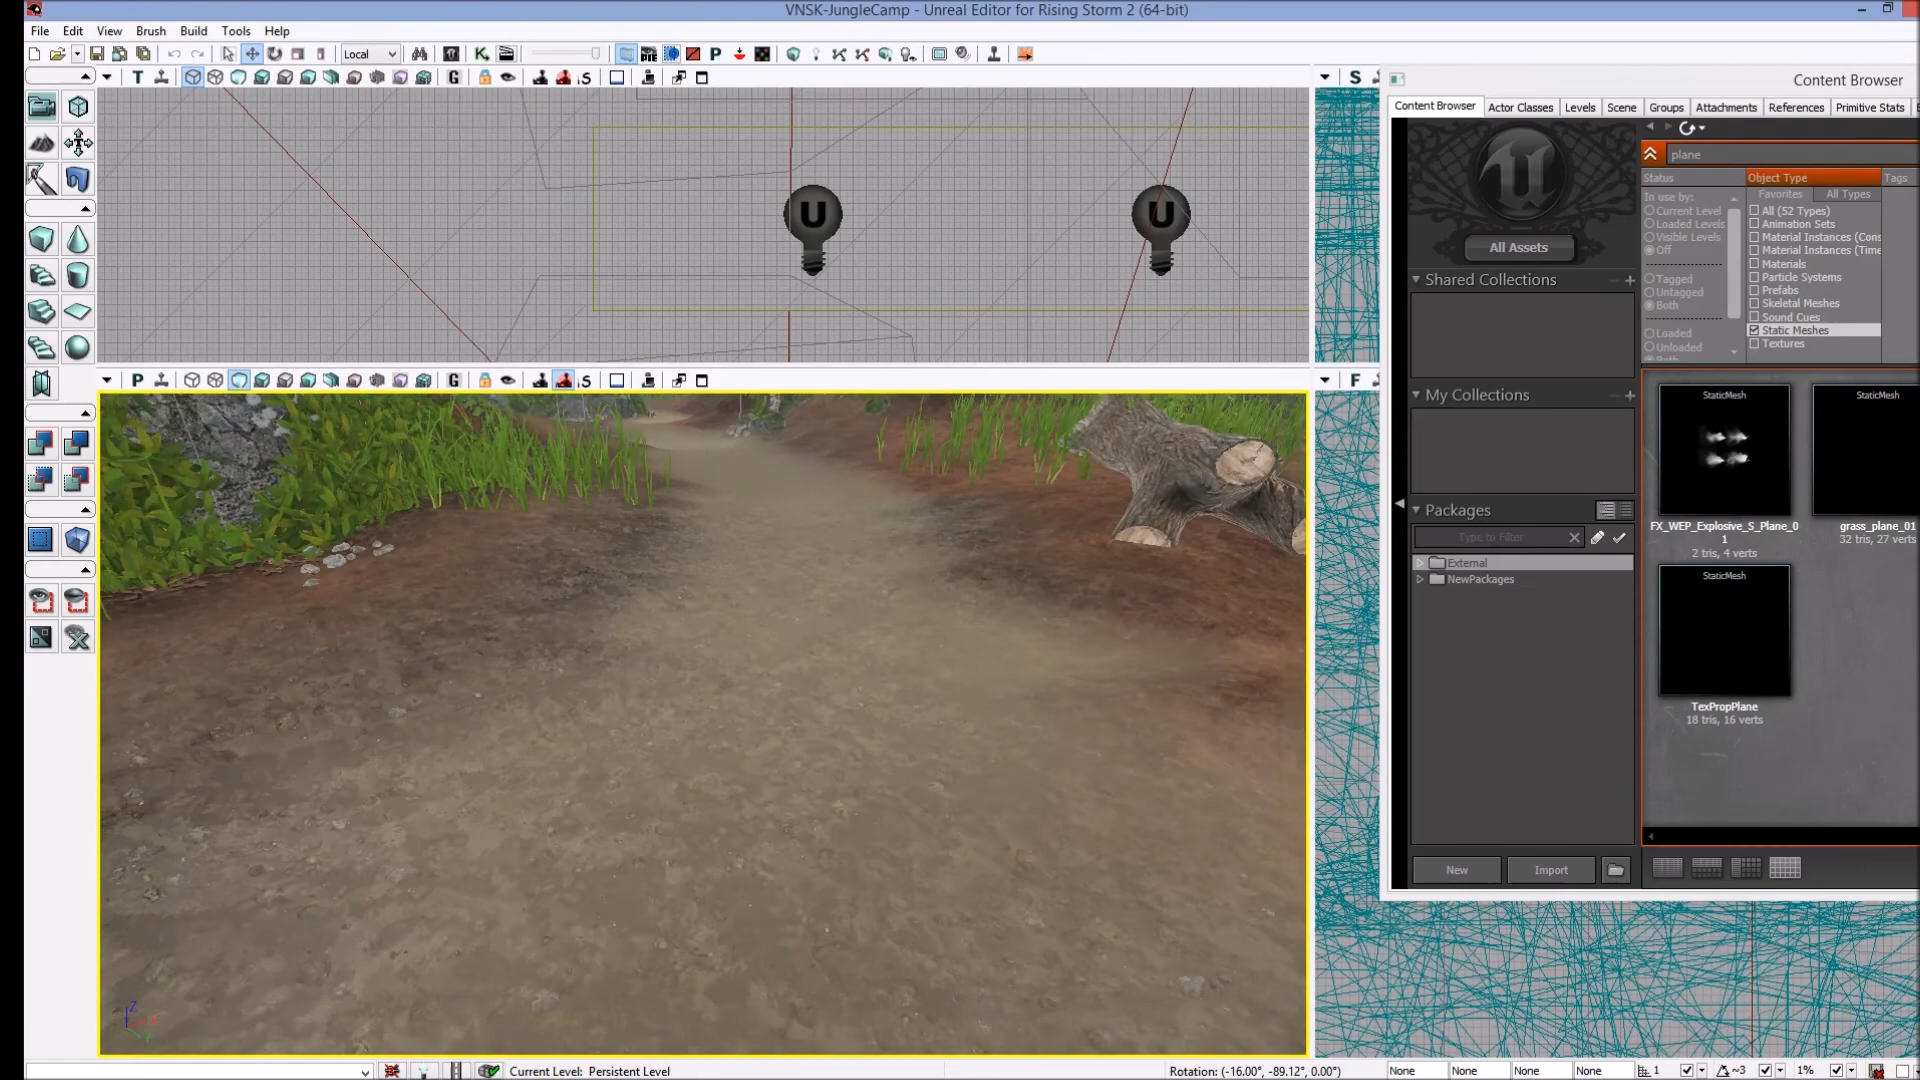 VNSK-JungleCamp - Unreal Editor for Rising Storm 2 (64-bit)
File Edit View Brush Build Tools Help
Local
T
G
S
S
Content Browser
Content Browser Actor Classes Levels Scene Groups Attachments References Primitive Stats
plane
Status
Object Type
Tags
Favorites
All Types
In use by:
Current Level
Loaded Levels
Visible Levels
Off
Tagged
Untagged
Both
Loaded
Unloaded
Both
All (52 Types)
Animation Sets
Material Instances (Cons
Material Instances (Time
Materials
Particle Systems
Prefabs
Skeletal Meshes
Sound Cues
Static Meshes
Textures
All Assets
Shared Collections
My Collections
Packages
Type to Filter
External
NewPackages
New
Import
StaticMesh
FX_WEP_Explosive_S_Plane_0
1
2 tris, 4 verts
StaticMesh
grass_plane_01
32 tris, 27 verts
StaticMesh
TexPropPlane
18 tris, 16 verts
P
G
S
F
U
U
Z
Current Level: Persistent Level
Rotation: (-16.00°, -89.12°, 0.00°)
None
None
None
None
1
~3
1%